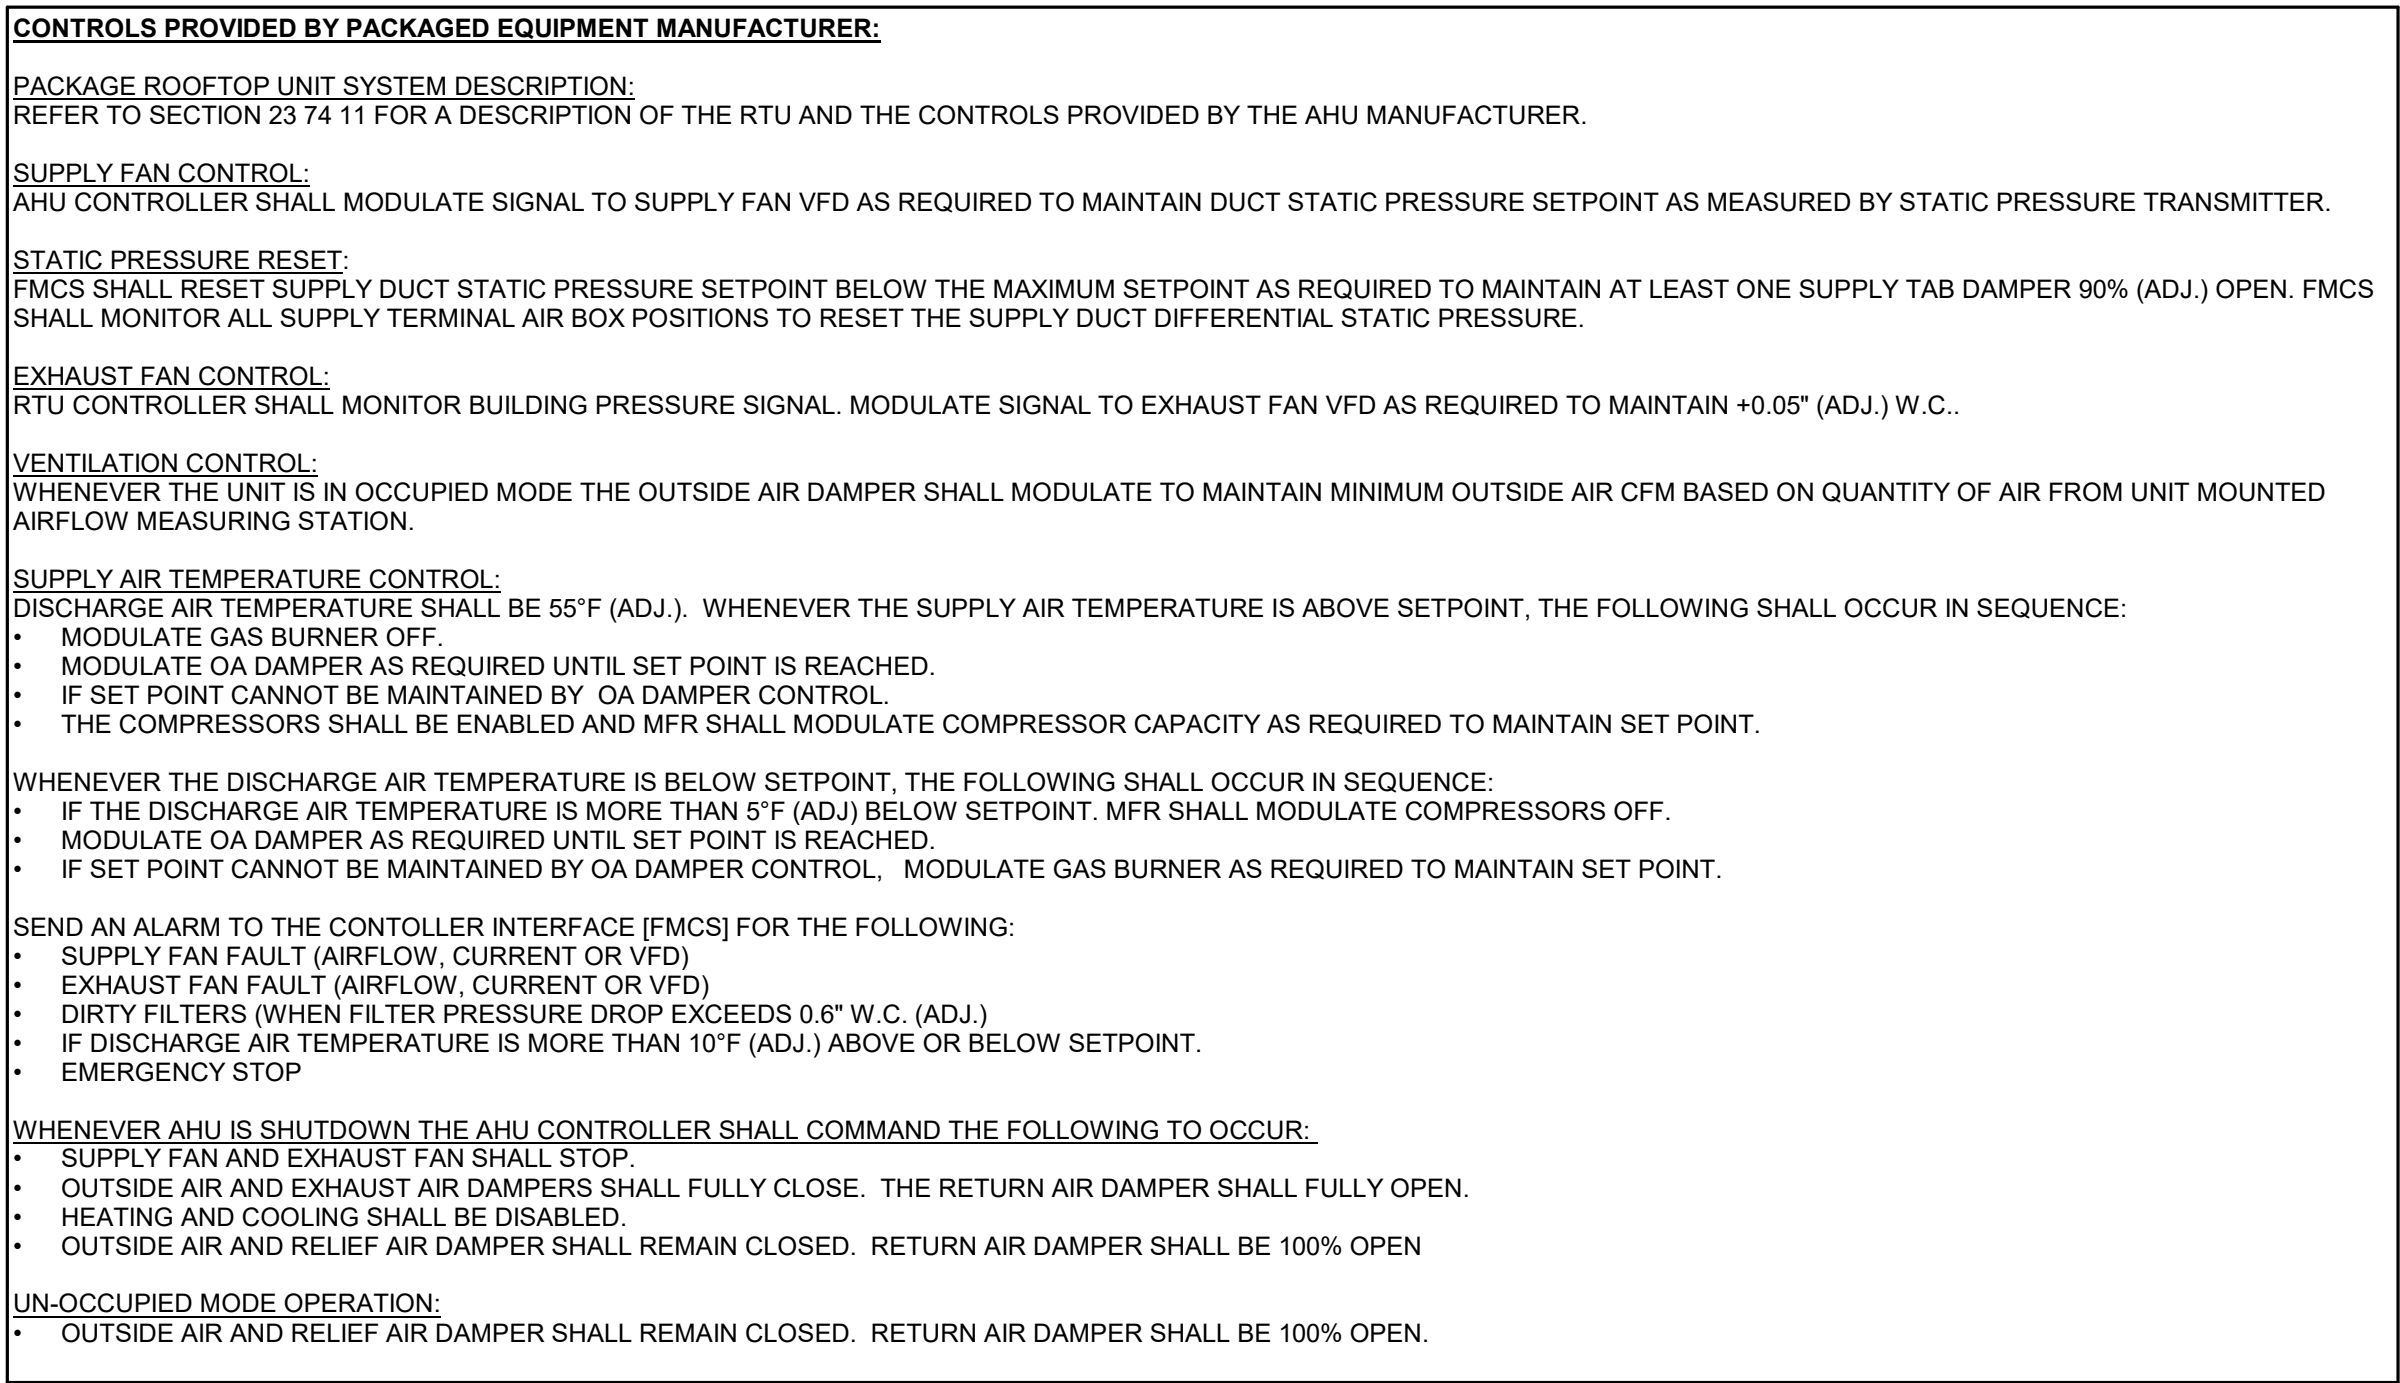 CONTROLS PROVIDED BY PACKAGED EQUIPMENT MANUFACTURER:
PACKAGE ROOFTOP UNIT SYSTEM DESCRIPTION:
REFER TO SECTION 23 74 11 FOR A DESCRIPTION OF THE RTU AND THE CONTROLS PROVIDED BY THE AHU MANUFACTURER.
SUPPLY FAN CONTROL:
AHU CONTROLLER SHALL MODULATE SIGNAL TO SUPPLY FAN VFD AS REQUIRED TO MAINTAIN DUCT STATIC PRESSURE SETPOINT AS MEASURED BY STATIC PRESSURE TRANSMITTER.
STATIC PRESSURE RESET:
FMCS SHALL RESET SUPPLY DUCT STATIC PRESSURE SETPOINT BELOW THE MAXIMUM SETPOINT AS REQUIRED TO MAINTAIN AT LEAST ONE SUPPLY TAB DAMPER 90% (ADJ.) OPEN. FMCS
SHALL MONITOR ALL SUPPLY TERMINAL AIR BOX POSITIONS TO RESET THE SUPPLY DUCT DIFFERENTIAL STATIC PRESSURE.
EXHAUST FAN CONTROL:
RTU CONTROLLER SHALL MONITOR BUILDING PRESSURE SIGNAL. MODULATE SIGNAL TO EXHAUST FAN VFD AS REQUIRED TO MAINTAIN +0.05" (ADJ.) W.C..
VENTILATION CONTROL:
WHENEVER THE UNIT IS IN OCCUPIED MODE THE OUTSIDE AIR DAMPER SHALL MODULATE TO MAINTAIN MINIMUM OUTSIDE AIR CFM BASED ON QUANTITY OF AIR FROM UNIT MOUNTED
AIRFLOW MEASURING STATION.
SUPPLY AIR TEMPERATURE CONTROL:
DISCHARGE AIR TEMPERATURE SHALL BE 55°F (ADJ.).  WHENEVER THE SUPPLY AIR TEMPERATURE IS ABOVE SETPOINT, THE FOLLOWING SHALL OCCUR IN SEQUENCE:
• MODULATE GAS BURNER OFF.
• MODULATE OA DAMPER AS REQUIRED UNTIL SET POINT IS REACHED.
• IF SET POINT CANNOT BE MAINTAINED BY  OA DAMPER CONTROL.
• THE COMPRESSORS SHALL BE ENABLED AND MFR SHALL MODULATE COMPRESSOR CAPACITY AS REQUIRED TO MAINTAIN SET POINT.
WHENEVER THE DISCHARGE AIR TEMPERATURE IS BELOW SETPOINT, THE FOLLOWING SHALL OCCUR IN SEQUENCE:
• IF THE DISCHARGE AIR TEMPERATURE IS MORE THAN 5°F (ADJ) BELOW SETPOINT. MFR SHALL MODULATE COMPRESSORS OFF.
• MODULATE OA DAMPER AS REQUIRED UNTIL SET POINT IS REACHED.
• IF SET POINT CANNOT BE MAINTAINED BY OA DAMPER CONTROL,   MODULATE GAS BURNER AS REQUIRED TO MAINTAIN SET POINT.
SEND AN ALARM TO THE CONTOLLER INTERFACE [FMCS] FOR THE FOLLOWING:
• SUPPLY FAN FAULT (AIRFLOW, CURRENT OR VFD)
• EXHAUST FAN FAULT (AIRFLOW, CURRENT OR VFD)
• DIRTY FILTERS (WHEN FILTER PRESSURE DROP EXCEEDS 0.6" W.C. (ADJ.)
• IF DISCHARGE AIR TEMPERATURE IS MORE THAN 10°F (ADJ.) ABOVE OR BELOW SETPOINT.
• EMERGENCY STOP
WHENEVER AHU IS SHUTDOWN THE AHU CONTROLLER SHALL COMMAND THE FOLLOWING TO OCCUR:
• SUPPLY FAN AND EXHAUST FAN SHALL STOP.
• OUTSIDE AIR AND EXHAUST AIR DAMPERS SHALL FULLY CLOSE.  THE RETURN AIR DAMPER SHALL FULLY OPEN.
• HEATING AND COOLING SHALL BE DISABLED.
• OUTSIDE AIR AND RELIEF AIR DAMPER SHALL REMAIN CLOSED.  RETURN AIR DAMPER SHALL BE 100% OPEN
UN-OCCUPIED MODE OPERATION:
• OUTSIDE AIR AND RELIEF AIR DAMPER SHALL REMAIN CLOSED.  RETURN AIR DAMPER SHALL BE 100% OPEN.